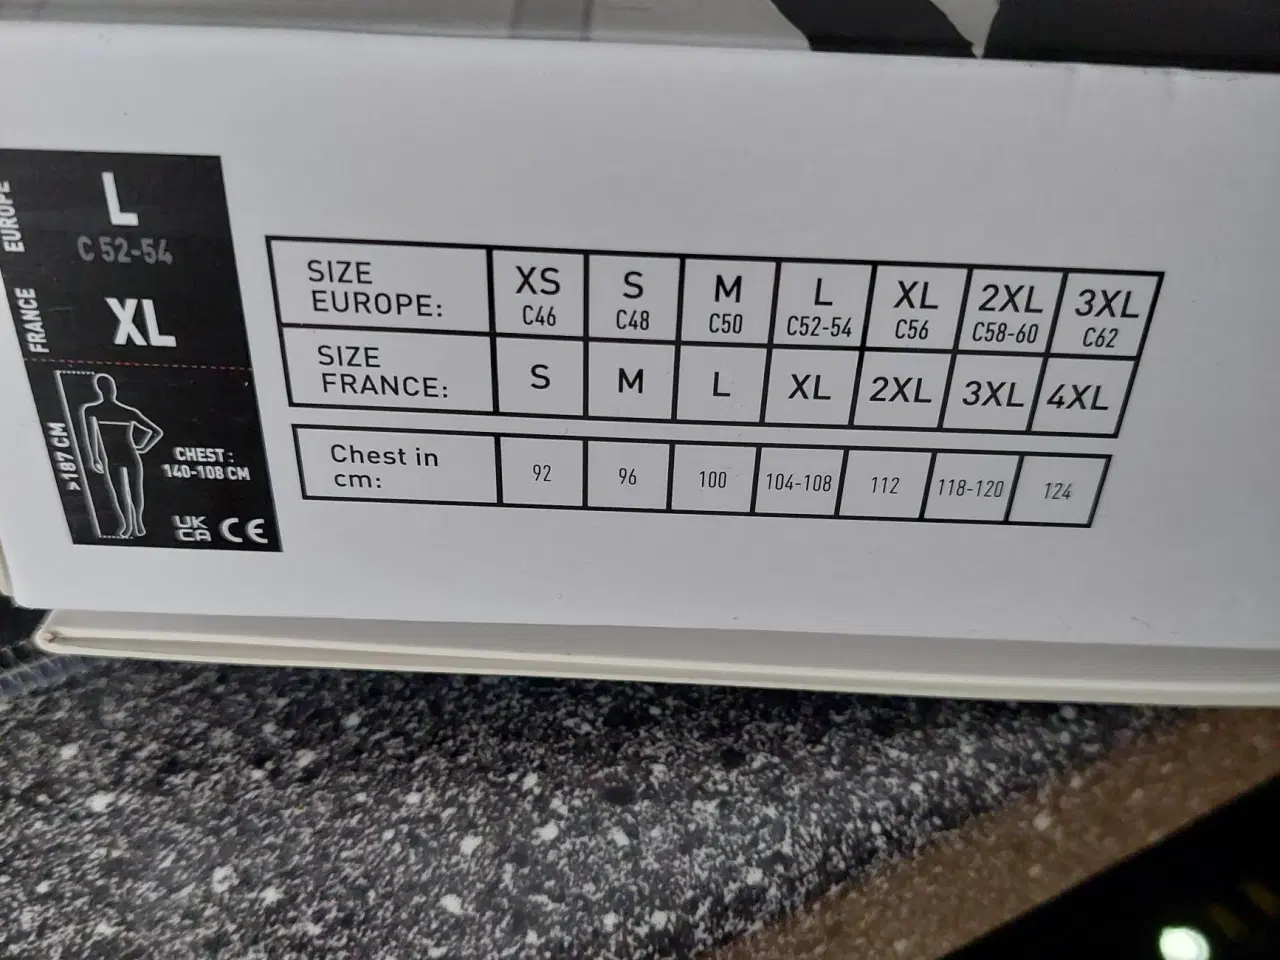 EUROPE
L
C 52-54
FRANCE
XL
>187 CM
CHEST :
140-108 CM
UK
CA CE
SIZE EUROPE: XS C46 S C48 M C50 L C52-54 XL C56 2XL C58-60 3XL C62
SIZE FRANCE: S M L XL 2XL 3XL 4XL
Chest in cm: 92 96 100 104-108 112 118-120 124